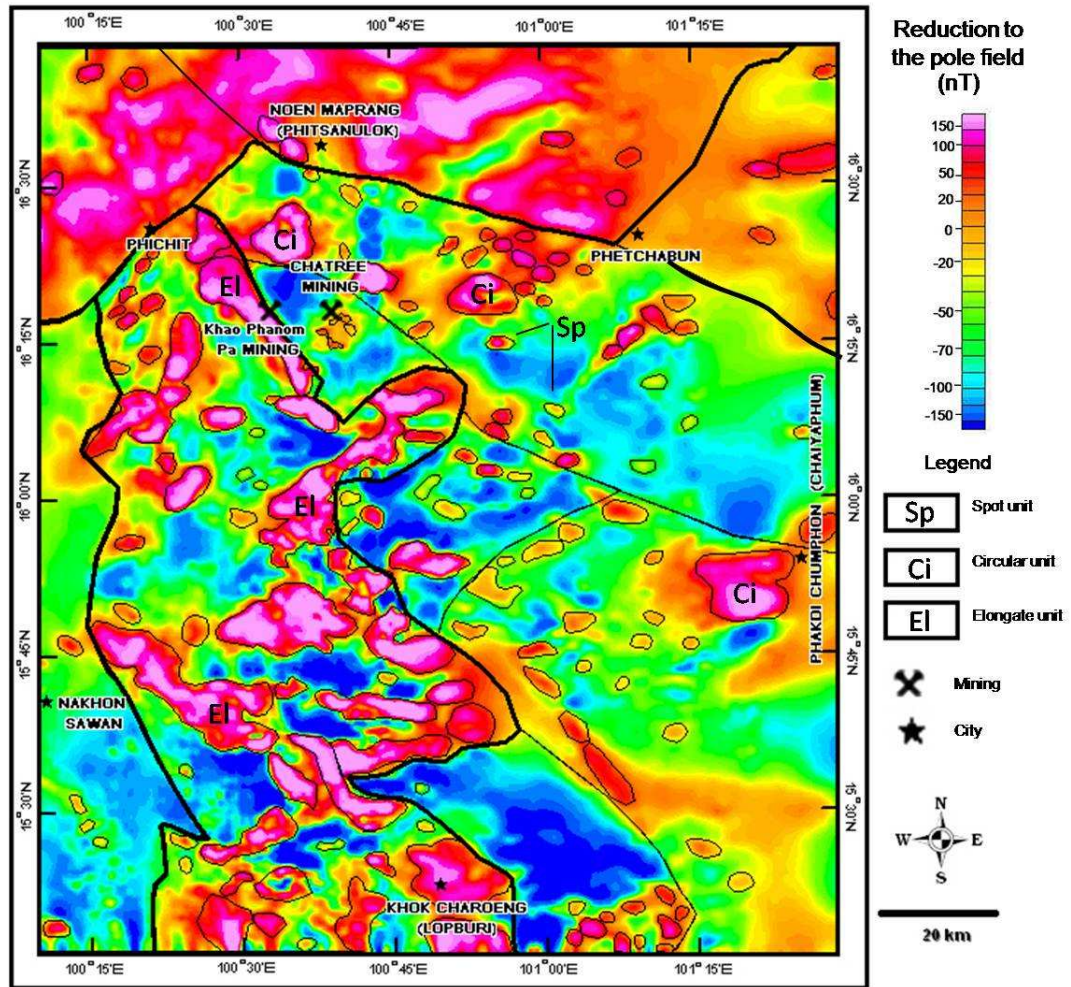 100°15'E 100°30'E 100°45'E 101°00'E 101°15'E
NOEN MAPRANG
(PHITSANULOK)
16°30'N
16°30'N
PHICHIT
Ci
PHETCHABUN
CHATREE
MINING
El
Ci
Khao Phanom
Pa MINING
Sp
16°15'N
16°15'N
El
16°00'N
16°00'N
PHAKDI CHUMPHON (CHAIYAPHUM)
Ci
15°45'N
15°45'N
NAKHON
SAWAN
El
15°30'N
15°30'N
KHOK CHAROENG
(LOPBURI)
100°15'E 100°30'E 100°45'E 101°00'E 101°15'E
Reduction to
the pole field
(nT)
150
100
50
20
0
-20
-50
-70
-100
-150
Legend
Sp Spot unit
Ci Circular unit
El Elongate unit
Mining
City
N
W E
S
20 km